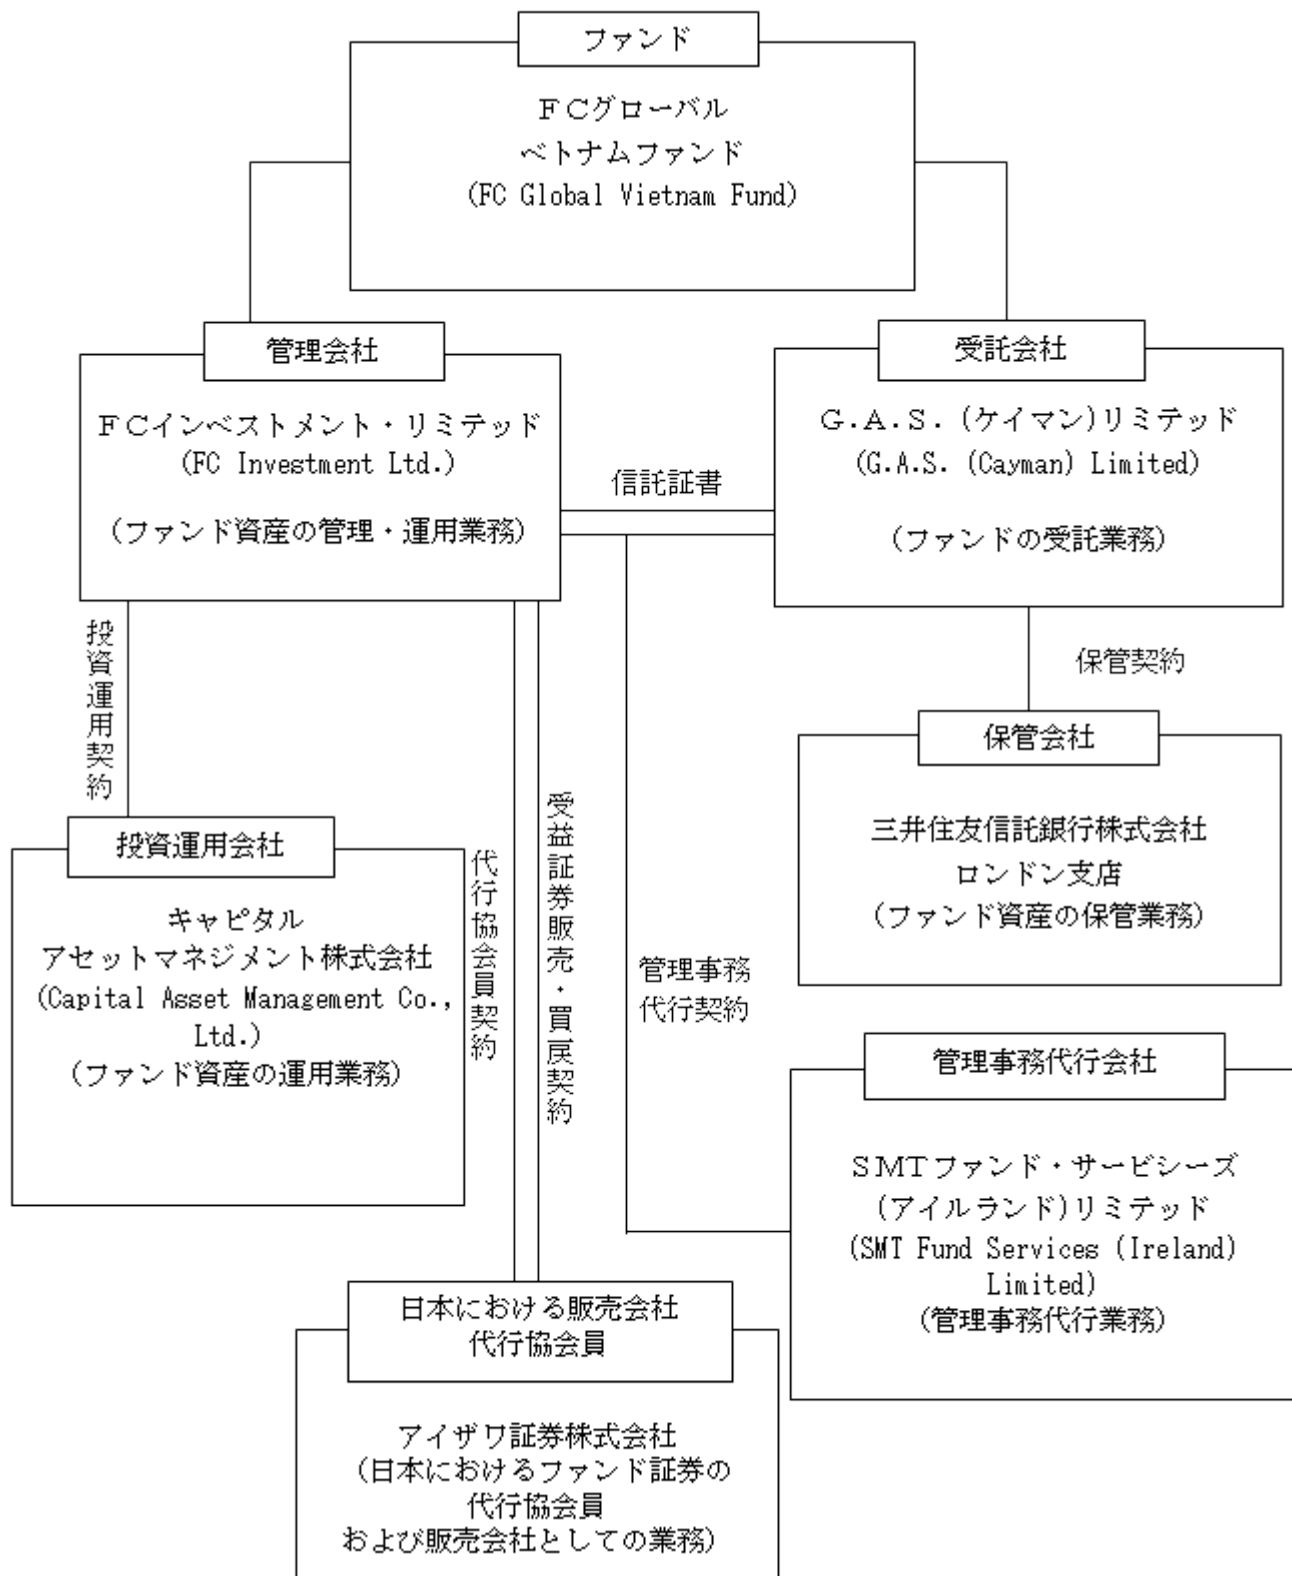 ファンド
ＦＣグローバル
ベトナムファンド
(FC Global Vietnam Fund)
管理会社
ＦＣインベストメント・リミテッド
(FC Investment Ltd.)
(ファンド資産の管理・運用業務)
受託会社
Ｇ.Ａ.Ｓ.(ケイマン)リミテッド
(G.A.S. (Cayman) Limited)
(ファンドの受託業務)
信託証書
投資運用契約
保管契約
保管会社
三井住友信託銀行株式会社
ロンドン支店
(ファンド資産の保管業務)
投資運用会社
キャピタル
アセットマネジメント株式会社
(Capital Asset Management Co.,
Ltd.)
(ファンド資産の運用業務)
代行協会員契約
受益証券販売・買戻契約
管理事務
代行契約
管理事務代行会社
ＳＭＴファンド・サービシーズ
(アイルランド)リミテッド
(SMT Fund Services (Ireland)
Limited)
(管理事務代行業務)
日本における販売会社
代行協会員
アイザワ証券株式会社
(日本におけるファンド証券の
代行協会員
および販売会社としての業務)